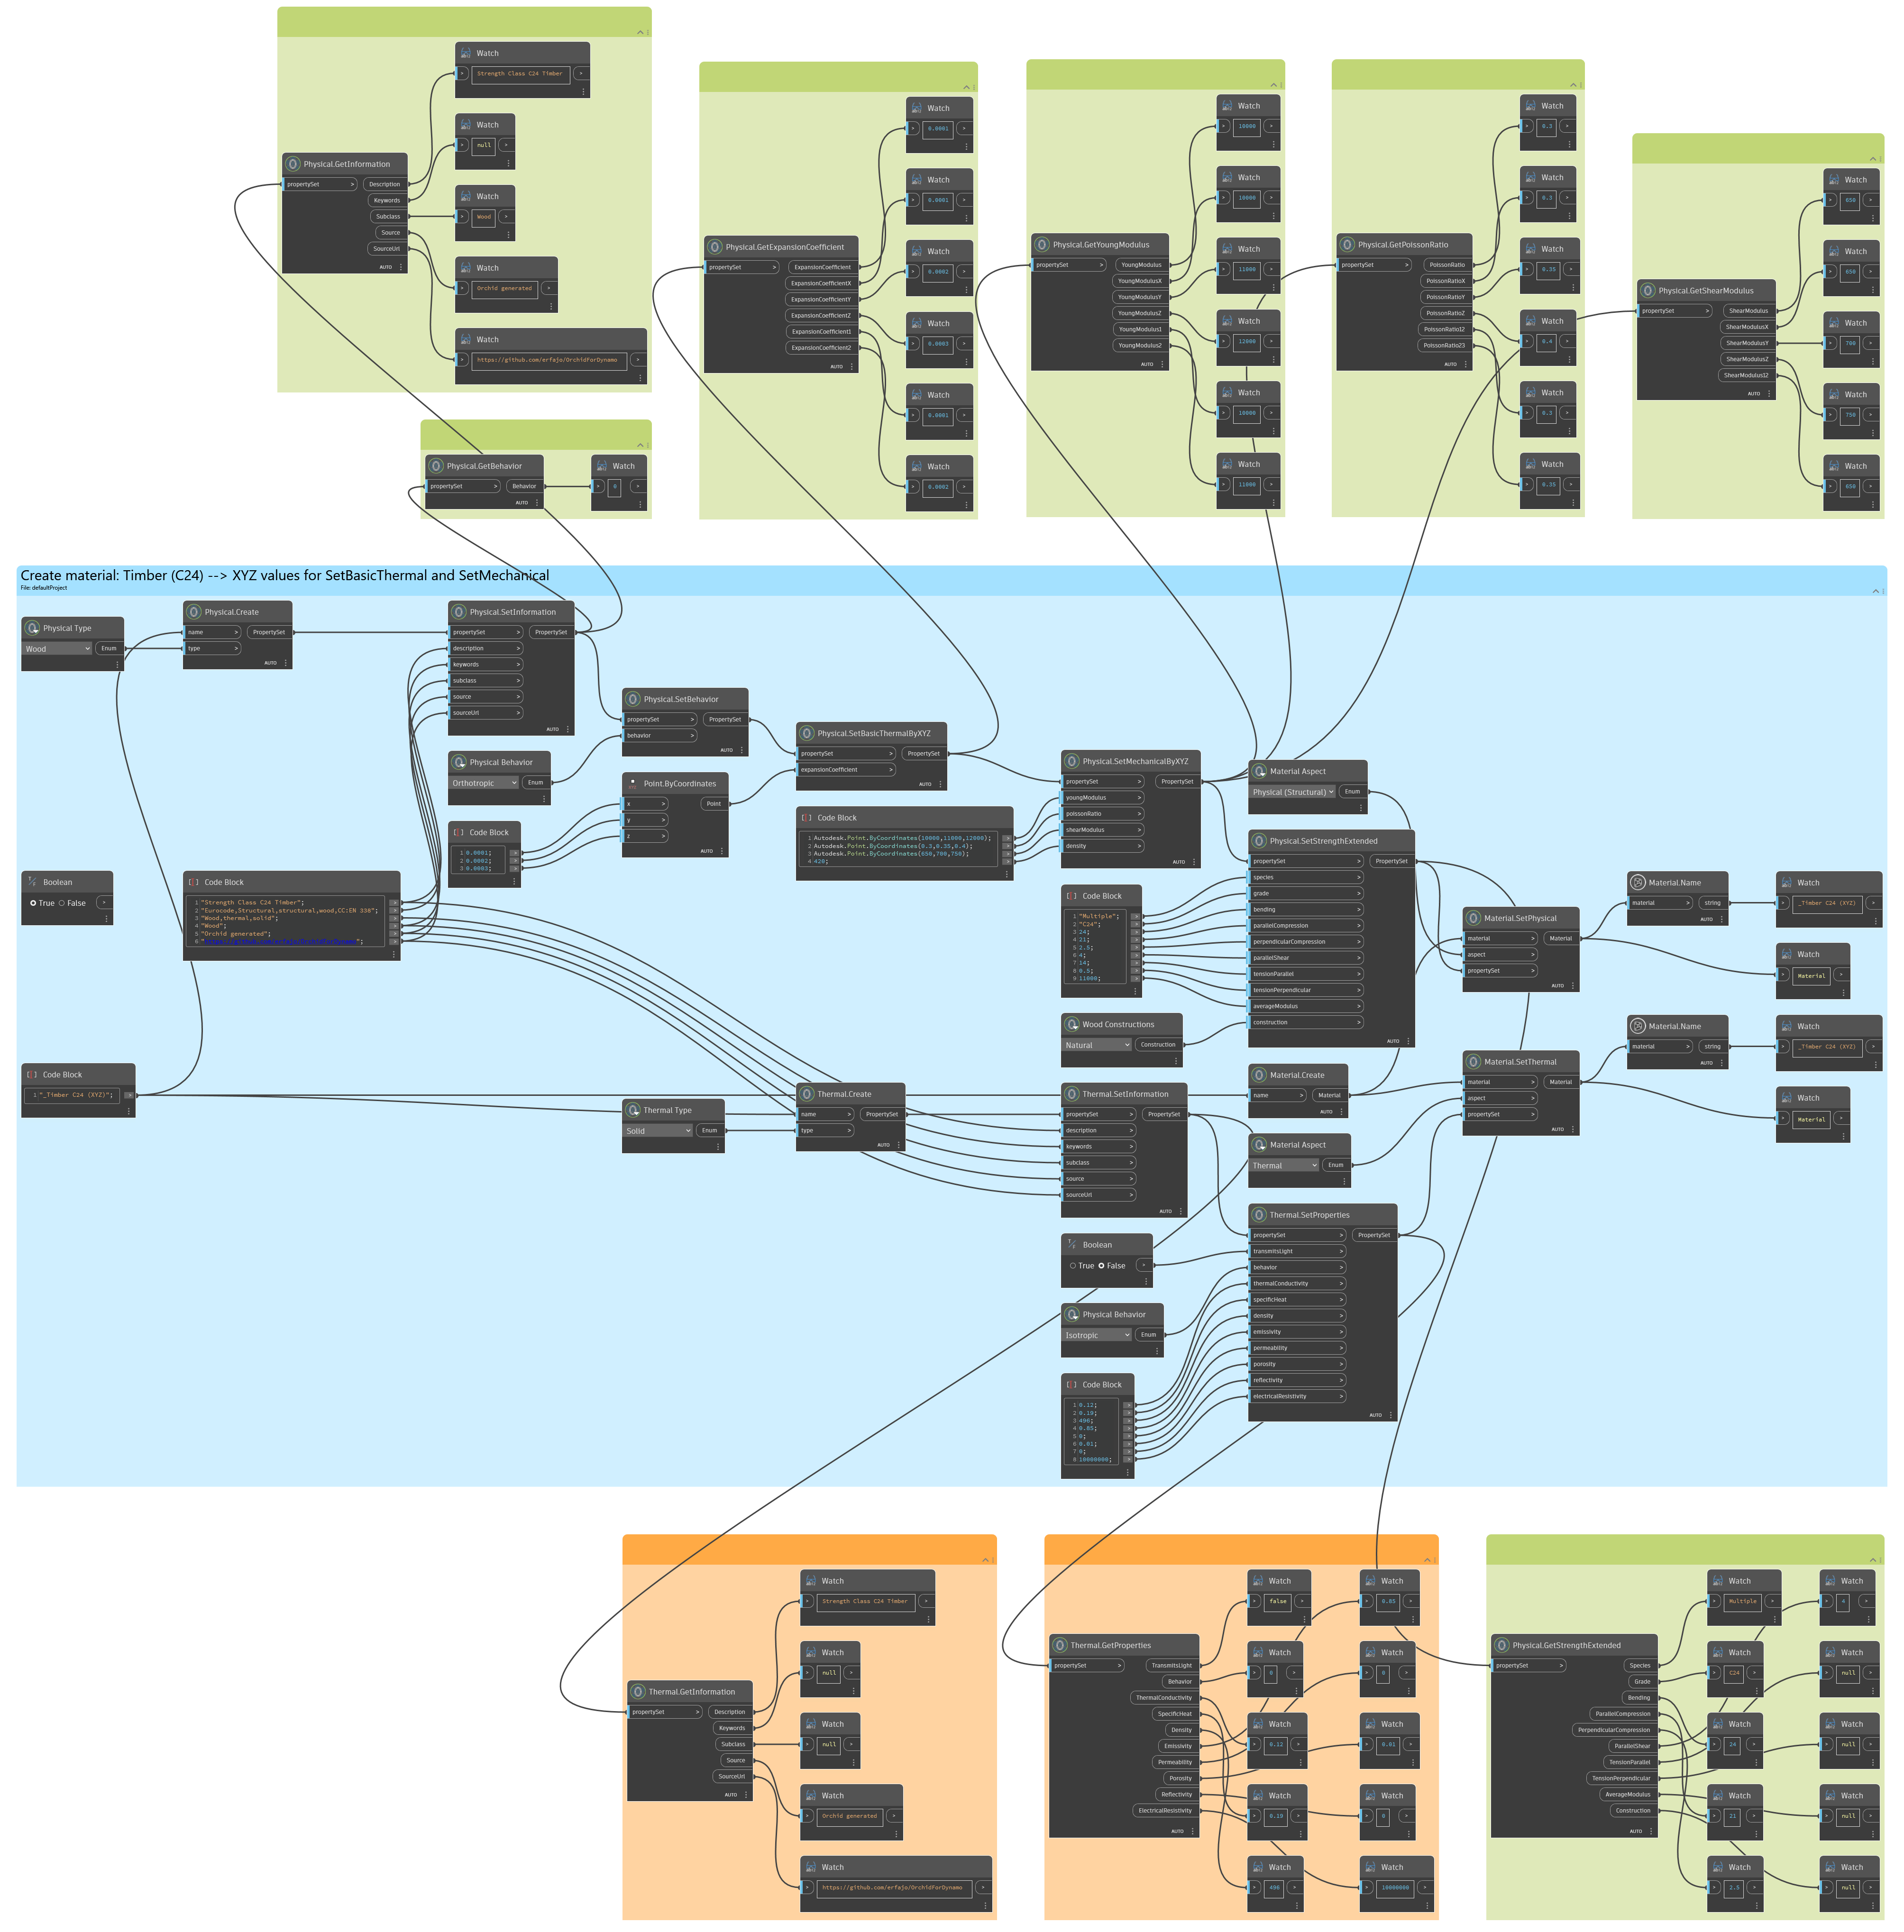 Watch
Strength Class C24 Timber
Watch
null
Physical.GetInformation
propertySet
Description
Keywords
Subclass
Source
SourceUrl
AUTO
Watch
Wood
Watch
Orchid generated
Watch
https://github.com/erfajo/OrchidForDynamo
Physical.GetBehavior
propertySet
Behavior
AUTO
Watch
0
Physical.GetExpansionCoefficient
propertySet
ExpansionCoefficient
ExpansionCoefficientX
ExpansionCoefficientY
ExpansionCoefficientZ
ExpansionCoefficient1
ExpansionCoefficient2
AUTO
Watch
0.0001
Watch
0.0001
Watch
0.0002
Watch
0.0003
Watch
0.0001
Watch
0.0002
Physical.GetYoungModulus
propertySet
YoungModulus
YoungModulusX
YoungModulusY
YoungModulusZ
YoungModulus1
YoungModulus2
AUTO
Watch
10000
Watch
10000
Watch
11000
Watch
12000
Watch
10000
Watch
11000
Physical.GetPoissonRatio
propertySet
PoissonRatio
PoissonRatioX
PoissonRatioY
PoissonRatioZ
PoissonRatio12
PoissonRatio23
AUTO
Watch
0.3
Watch
0.3
Watch
0.35
Watch
0.4
Watch
0.3
Watch
0.35
Physical.GetShearModulus
propertySet
ShearModulus
ShearModulusX
ShearModulusY
ShearModulusZ
ShearModulus12
AUTO
Watch
650
Watch
650
Watch
700
Watch
750
Watch
650
Create material: Timber (C24) --> XYZ values for SetBasicThermal and SetMechanical
File: defaultProject
Physical Type
Wood
Enum
Physical.Create
name
type
PropertySet
AUTO
Physical.SetInformation
propertySet
description
keywords
subclass
source
sourceUrl
PropertySet
AUTO
Physical Behavior
Orthotropic
Enum
Code Block
1 0.0001;
2 0.0002;
3 0.0003;
Physical.SetBehavior
propertySet
behavior
PropertySet
AUTO
Point.ByCoordinates
x
y
z
Point
AUTO
Physical.SetBasicThermalByXYZ
propertySet
expansionCoefficient
PropertySet
AUTO
Code Block
1 Autodesk.Point.ByCoordinates(10000,11000,12000);
2 Autodesk.Point.ByCoordinates(0.3,0.35,0.4);
3 Autodesk.Point.ByCoordinates(650,700,750);
4 420;
Physical.SetMechanicalByXYZ
propertySet
youngModulus
poissonRatio
shearModulus
density
PropertySet
AUTO
Material Aspect
Physical (Structural)
Enum
Boolean
True
False
Code Block
1 "Strength Class C24 Timber";
2 "Eurocode,Structural,structural,wood,CC:EN 338";
3 "Wood,thermal,solid";
4 "Wood";
5 "Orchid generated";
6 "https://github.com/erfajo/OrchidForDynamo";
Code Block
1 "Multiple";
2 "C24";
3 24;
4 21;
5 2.5;
6 4;
7 14;
8 0.5;
9 11000;
Wood Constructions
Natural
Construction
Physical.SetStrengthExtended
propertySet
species
grade
bending
parallelCompression
perpendicularCompression
parallelShear
tensionParallel
tensionPerpendicular
averageModulus
construction
PropertySet
AUTO
Material.SetPhysical
material
aspect
propertySet
Material
AUTO
Material.Name
material
string
AUTO
Watch
_Timber C24 (XYZ)
Watch
Material
Code Block
1 "_Timber C24 (XYZ)";
Thermal Type
Solid
Enum
Thermal.Create
name
type
PropertySet
AUTO
Thermal.SetInformation
propertySet
description
keywords
subclass
source
sourceUrl
PropertySet
AUTO
Material.Create
name
Material
AUTO
Material Aspect
Thermal
Enum
Material.SetThermal
material
aspect
propertySet
Material
AUTO
Material.Name
material
string
AUTO
Watch
_Timber C24 (XYZ)
Watch
Material
Boolean
True
False
Physical Behavior
Isotropic
Enum
Code Block
1 0.12;
2 0.19;
3 496;
4 0.85;
5 0;
6 0.01;
7 0;
8 10000000;
Thermal.SetProperties
propertySet
transmitsLight
behavior
thermalConductivity
specificHeat
density
emissivity
permeability
porosity
reflectivity
electricalResistivity
PropertySet
AUTO
Thermal.GetInformation
propertySet
Description
Keywords
Subclass
Source
SourceUrl
AUTO
Watch
Strength Class C24 Timber
Watch
null
Watch
null
Watch
Orchid generated
Watch
https://github.com/erfajo/OrchidForDynamo
Thermal.GetProperties
propertySet
TransmitsLight
Behavior
ThermalConductivity
SpecificHeat
Density
Emissivity
Permeability
Porosity
Reflectivity
ElectricalResistivity
AUTO
Watch
false
Watch
0
Watch
0.12
Watch
0.19
Watch
496
Watch
0.85
Watch
0
Watch
0.01
Watch
0
Watch
10000000
Physical.GetStrengthExtended
propertySet
Species
Grade
Bending
ParallelCompression
PerpendicularCompression
ParallelShear
TensionParallel
TensionPerpendicular
AverageModulus
Construction
AUTO
Watch
Multiple
Watch
C24
Watch
24
Watch
21
Watch
2.5
Watch
4
Watch
null
Watch
null
Watch
null
Watch
null